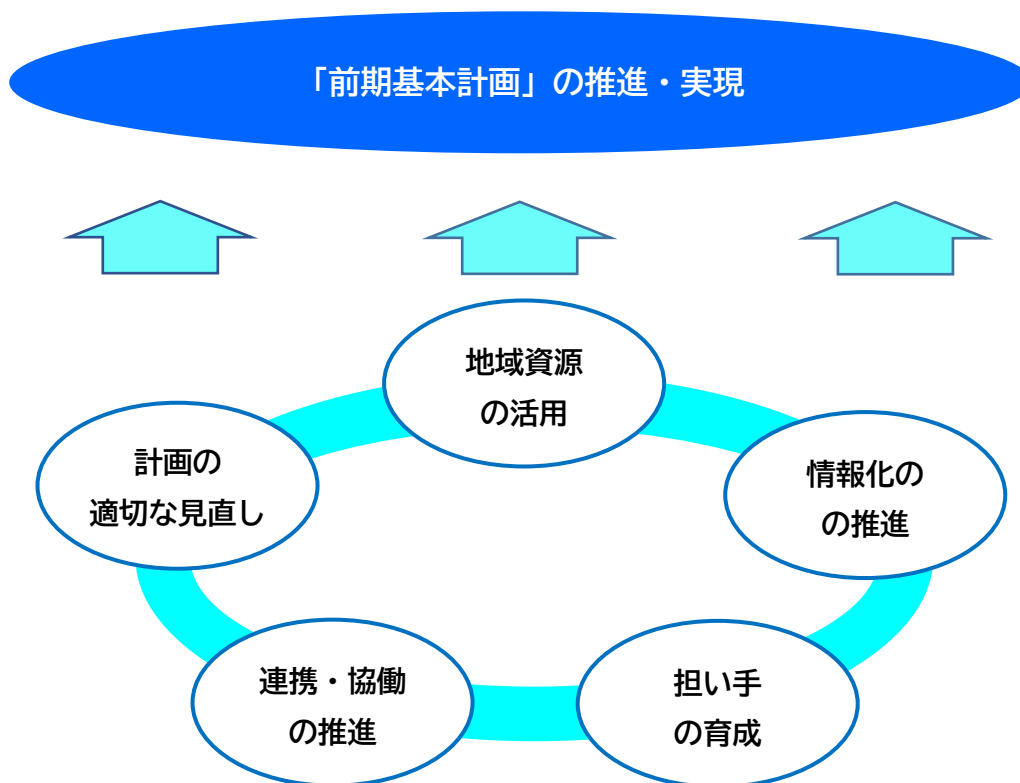 「前期基本計画」の推進・実現
地域資源
の活用
計画の
適切な見直し
情報化の
の推進
連携・協働
の推進
担い手
の育成